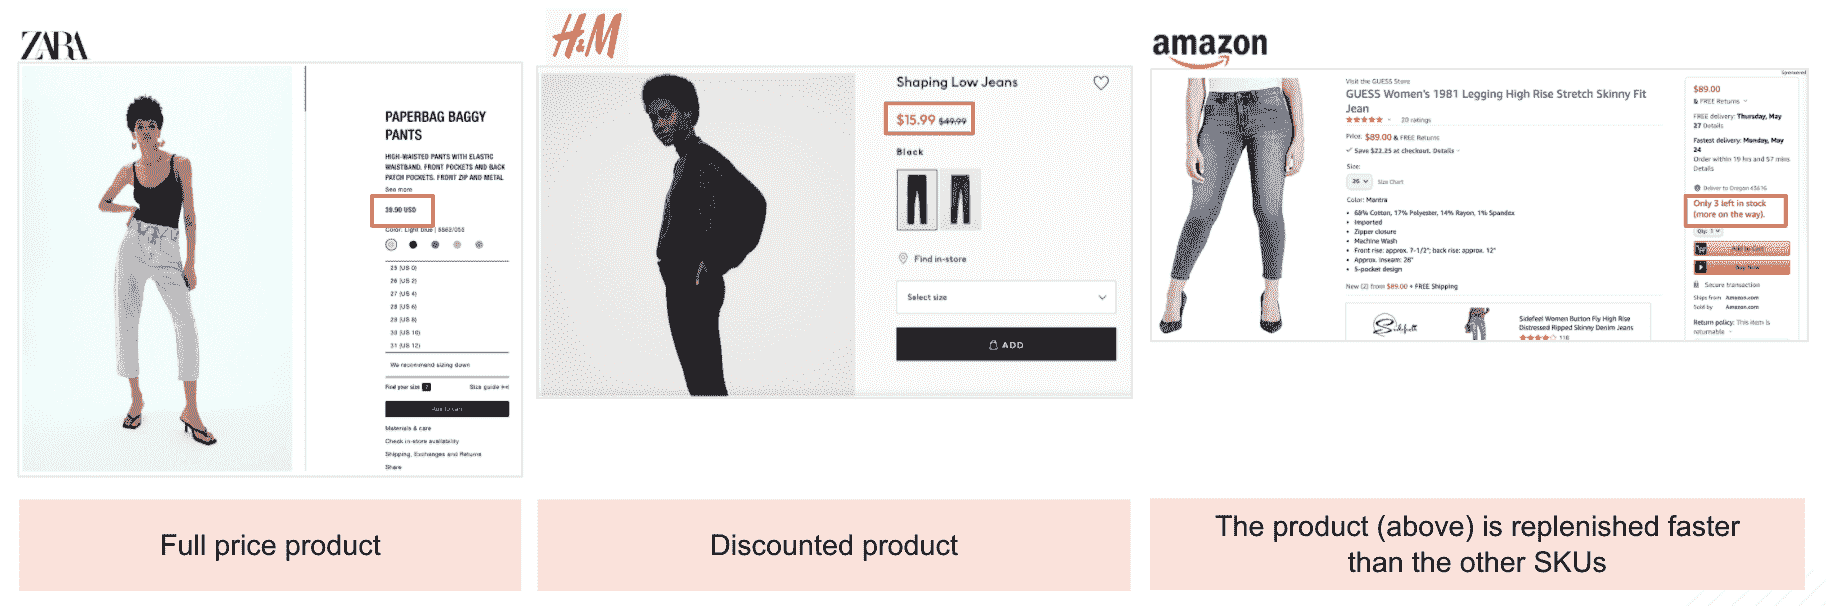 ZARA
PAPERBAG BAGGY
PANTS
HIGH-WAISTED PANTS WITH ELASTIC
WAISTBAND. FRONT POCKETS AND BACK
PATCH POCKETS. FRONT ZIP AND METAL
See more
39.90 USD
Color: Light blue |
25 (US 0)
26 (US 2)
27 (US 4)
28 (US 6)
29 (US 8)
30 (US 10)
31 (US 12)
We recommend sizing down
Find your size
Size guide
Add to cart
Materials & care
Check in-store availability
Shipping, Exchanges and Returns
Share
Full price product
H&M
Shaping Low Jeans
$15.99 $49.99
Black
Find in-store
Select size
ADD
Discounted product
amazon
Sponsored
Visit the GUESS Store
GUESS Women's 1981 Legging High Rise Stretch Skinny Fit
Jean
20 ratings
Price: $89.00 & FREE Returns
Save $22.25 at checkout. Details
Size:
26
Size Chart
Color: Mantra
• 68% Cotton, 17% Polyester, 14% Rayon, 1% Spandex
• Imported
• Zipper closure
• Machine Wash
• Front rise: approx. 7-1/2"; back rise: approx. 12"
• Approx. Inseam: 28"
• 5-pocket design
New (2) from $89.00 + FREE Shipping
Sidefeel
Sidefeel Women Button Fly High Rise
Distressed Ripped Skinny Denim Jeans
116
$89.00
& FREE Returns
FREE delivery: Thursday, May
27 Details
Fastest delivery: Monday, May
24
Order within 19 hrs and 57 mins
Details
Deliver to Oregon 43616
Only 3 left in stock
(more on the way).
Qty: 1
Add to Cart
Buy Now
Secure transaction
Ships from Amazon.com
Sold by Amazon.com
Return policy: This item is
returnable
The product (above) is replenished faster
than the other SKUs